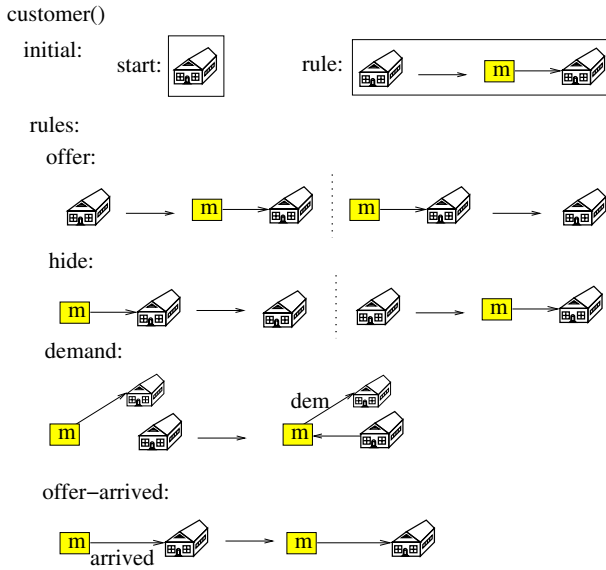 customer()
initial:
start:
rule:
m
rules:
offer:
m
m
hide:
m
m
demand:
dem
m
m
offer−arrived:
m
m
arrived